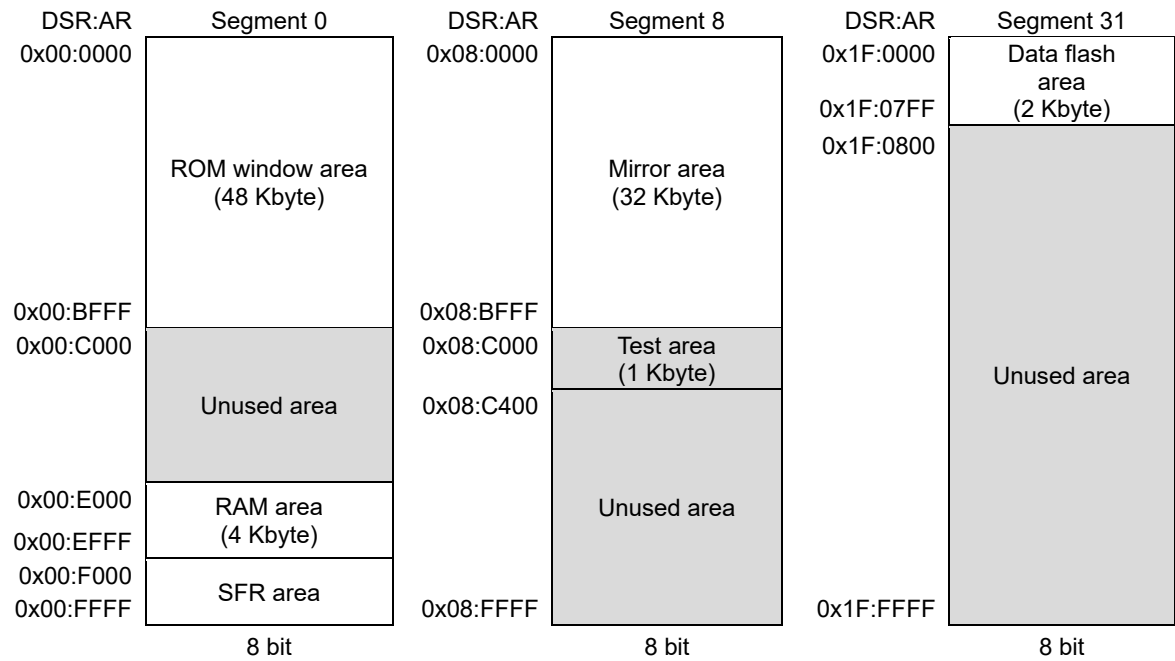 DSR:AR Segment 0
0x00:0000
ROM window area
(48 Kbyte)
0x00:BFFF
0x00:C000
Unused area
0x00:E000
RAM area
(4 Kbyte)
0x00:EFFF
0x00:F000
SFR area
0x00:FFFF
8 bit
DSR:AR Segment 8
0x08:0000
Mirror area
(32 Kbyte)
0x08:BFFF
0x08:C000
Test area
(1 Kbyte)
0x08:C400
Unused area
0x08:FFFF
8 bit
DSR:AR Segment 31
0x1F:0000
Data flash
area
(2 Kbyte)
0x1F:07FF
0x1F:0800
Unused area
0x1F:FFFF
8 bit